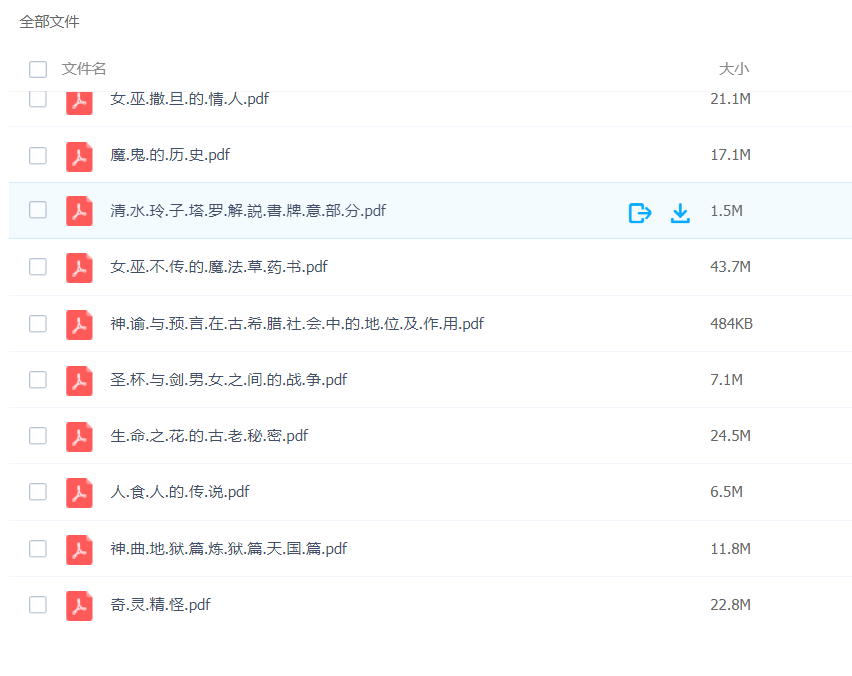 全部文件
文件名 大小
女.巫.撒.旦.的.情.人.pdf 21.1M
魔.鬼.的.历.史.pdf 17.1M
清.水.玲.子.塔.罗.解.説.書.牌.意.部.分.pdf 1.5M
女.巫.不.传.的.魔.法.草.药.书.pdf 43.7M
神.谕.与.预.言.在.古.希.腊.社.会.中.的.地.位.及.作.用.pdf 484KB
圣.杯.与.剑.男.女.之.间.的.战.争.pdf 7.1M
生.命.之.花.的.古.老.秘.密.pdf 24.5M
人.食.人.的.传.说.pdf 6.5M
神.曲.地.狱.篇.炼.狱.篇.天.国.篇.pdf 11.8M
奇.灵.精.怪.pdf 22.8M